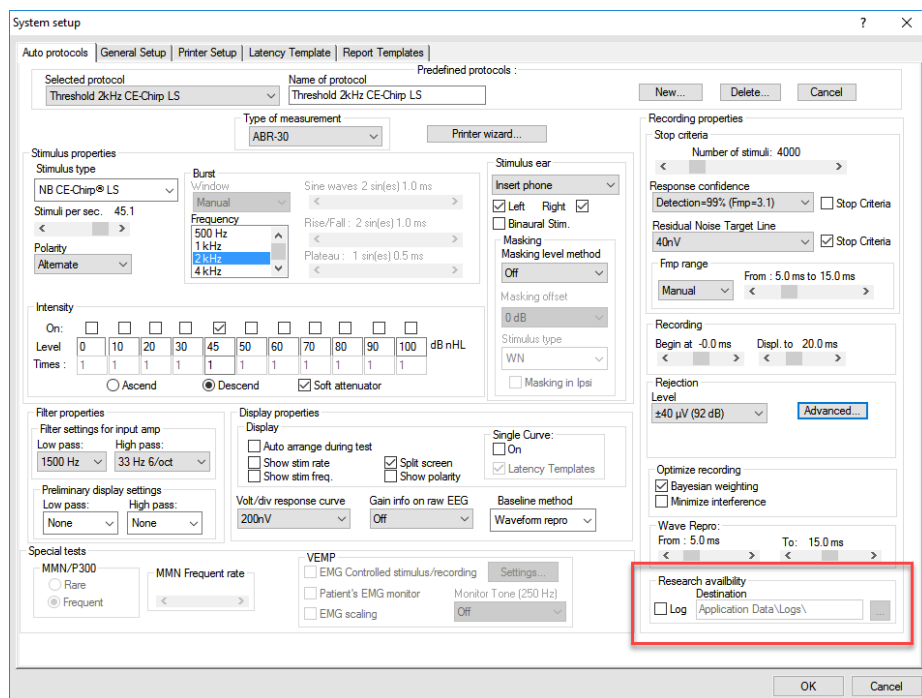 System setup
Auto protocols General Setup Printer Setup Latency Template Report Templates
Predefined protocols :
Selected protocol
Threshold 2kHz CE-Chirp LS
Name of protocol
Threshold 2kHz CE-Chirp LS
New... Delete... Cancel
Type of measurement
ABR-30
Printer wizard...
Stimulus properties
Stimulus type
NB CE-Chirp® LS
Stimuli per sec. 45.1
Polarity
Alternate
Burst
Window
Manual
Frequency
500 Hz
1 kHz
2 kHz
4 kHz
Sine waves 2 sin(es) 1.0 ms
Rise/Fall : 2 sin(es) 1.0 ms
Plateau : 1 sin(es) 0.5 ms
Intensity
On:
Level 0 10 20 30 45 50 60 70 80 90 100 dB nHL
Times : 1 1 1 1 1 1 1 1 1 1 1
Ascend Descend Soft attenuator
Stimulus ear
Insert phone
Left Right
Binaural Stim.
Masking
Masking level method
Off
Masking offset
0 dB
Stimulus type
WN
Masking in Ipsi
Recording properties
Stop criteria
Number of stimuli: 4000
Response confidence
Detection=99% (Fmp=3.1) Stop Criteria
Residual Noise Target Line
40nV Stop Criteria
Fmp range
Manual
From : 5.0 ms to 15.0 ms
Recording
Begin at -0.0 ms Displ. to 20.0 ms
Rejection
Level
±40 µV (92 dB) Advanced...
Optimize recording
Bayesian weighting
Minimize interference
Wave Repro:
From : 5.0 ms To: 15.0 ms
Research availbility
Destination
Log Application Data\Logs\ ...
Filter properties
Filter settings for input amp
Low pass: High pass:
1500 Hz 33 Hz 6/oct
Preliminary display settings
Low pass: High pass:
None None
Display properties
Display
Auto arrange during test
Show stim rate Split screen
Show stim freq. Show polarity
Single Curve:
On
Latency Templates
Volt/div response curve
200nV
Gain info on raw EEG
Off
Baseline method
Waveform repro
Special tests
MMN/P300
Rare
Frequent
MMN Frequent rate
VEMP
EMG Controlled stimulus/recording Settings...
Patient's EMG monitor Monitor Tone (250 Hz)
EMG scaling Off
OK Cancel